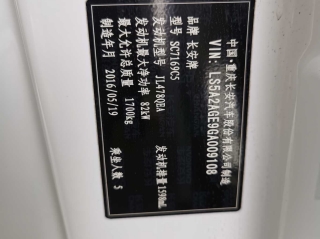 中国·重庆长安汽车股份有限公司制造
VIN: LS5A2AGE9GA009108
品牌 长安牌
型号 SC7169C5
发动机型号 JL478QEA
发动机排量 1598mL
发动机最大净功率 82kW
最大允许总质量 1700kg
乘坐人数 5
制造年月 2016/05/19